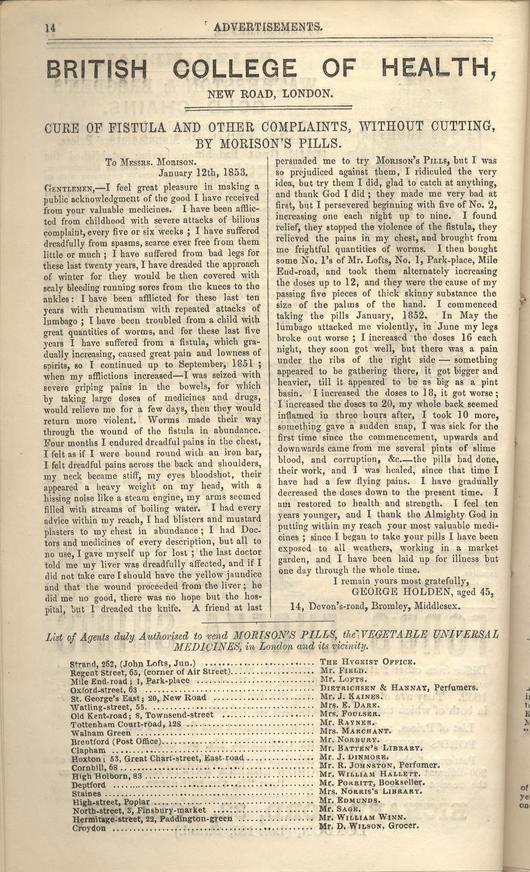 14
ADVERTISEMENTS.
BRITISH COLLEGE OF HEALTH,
NEW ROAD, LONDON.
CURE OF FISTULA AND OTHER COMPLAINTS, WITHOUT CUTTING,
BY MORISON'S PILLS.
To MESSRS. MORISON.
January 12th, 1853.
GENTLEMEN,—I feel great pleasure in making a
public acknowledgment of the good I have received
from your valuable medicines. I have been afflic-
ted from childhood with severe attacks of bilious
complaint, every five or six weeks ; I have suffered
dreadfully from spasms, scarce ever free from them
little or much ; I have suffered from bad legs for
these last twenty years, I have dreaded the approach
of winter for they would be then covered with
scaly bleeding running sores from the knees to the
ankles : I have been afflicted for these last ten
years with rheumatism with repeated attacks of
lumbago ; I have been troubled from a child with
great quantities of worms, and for these last five
years I have suffered from a fistula, which gra-
dually increasing, caused great pain and lowness of
spirits, so I continued up to September, 1851 ;
when my afflictions increased—I was seized with
severe griping pains in the bowels, for which
by taking large doses of medicines and drugs,
would relieve me for a few days, then they would
return more violent. Worms made their way
through the wound of the fistula in abundance.
Four months I endured dreadful pains in the chest,
I felt as if I were bound round with an iron bar,
I felt dreadful pains across the back and shoulders,
my neck became stiff, my eyes bloodshot, their
appeared a heavy weight on my head, with a
hissing noise like a steam engine, my arms seemed
filled with streams of boiling water. I had every
advice within my reach, I had blisters and mustard
plasters to my chest in abundance ; I had Doc-
tors and medicines of every description, but all to
no use, I gave myself up for lost ; the last doctor
told me my liver was dreadfully affected, and if I
did not take care I should have the yellow jaundice
and that the wound proceeded from the liver ; he
did me no good, there was no hope but the hos-
pital, but I dreaded the knife. A friend at last
persuaded me to try MORISON'S PILLS, but I was
so prejudiced against them, I ridiculed the very
idea, but try them I did, glad to catch at anything,
and thank God I did ; they made me very bad at
first, but I persevered beginning with five of No. 2,
increasing one each night up to nine. I found
relief, they stopped the violence of the fistula, they
relieved the pains in my chest, and brought from
me frightful quantities of worms. I then bought
some No. 1's of Mr. Lofts, No. 1, Park-place, Mile
End-road, and took them alternately increasing
the doses up to 12, and they were the cause of my
passing five pieces of thick skinny substance the
size of the palms of the hand. I commenced
taking the pills January, 1852. In May the
lumbago attacked me violently, in June my legs
broke out worse ; I increased the doses 16 each
night, they soon got well, but there was a pain
under the ribs of the right side — something
appeared to be gathering there, it got bigger and
heavier, till it appeared to be as big as a pint
basin. I increased the doses to 18, it got worse ;
I increased the doses to 20, my whole back seemed
inflamed in three hours after, I took 10 more,
something gave a sudden snap, I was sick for the
first time since the commencement, upwards and
downwards came from me several pints of slime
blood, and corruption, &c.—the pills had done,
their work, and I was healed, since that time I
have had a few flying pains. I have gradually
decreased the doses down to the present time. I
am restored to health and strength. I feel ten
years younger, and I thank the Almighty God in
putting within my reach your most valuable medi-
cines ; since I began to take your pills I have been
exposed to all weathers, working in a market
garden, and I have been laid up for illness but
one day through the whole time.
I remain yours most gratefully,
GEORGE HOLDEN, aged 45,
14, Devon's-road, Bromley, Middlesex.
List of Agents duly Authorised to vend MORISON'S PILLS, the VEGETABLE UNIVERSAL
MEDICINES, in London and its vicinity.
Strand, 262, (John Lofts, Jun.) .......... THE HYGEIST OFFICE.
Regent Street, 65, (corner of Air Street) .......... Mr. FIELD.
Mile End-road ; 1, Park-place .......... Mr. LOFTS.
Oxford-street, 63 .......... DIETRICHSEN & HANNAY, Perfumers.
St. George's East ; 20, New Road .......... Mr. J. KAINES.
Watling-street, 55 .......... Mrs. E. DARE.
Old Kent-road ; 8, Townsend-street .......... Mrs. FOULSER.
Tottenham Court-road, 128 .......... Mr. RAYNER.
Walham Green .......... Mrs. MARCHANT.
Brentford (Post Office) .......... Mr. NORBURY.
Clapham .......... Mr. BATTEN'S LIBRARY.
Hoxton ; 53, Great Chart-street, East-road .......... Mr. J. DINMORE.
Cornhill, 68 .......... Mr. R. JOHNSTON, Perfumer.
High Holborn, 83 .......... Mr. WILLIAM HALLETT.
Deptford .......... Mr. PORRITT, Bookseller.
Staines .......... Mrs. NORRIS'S LIBRARY.
High-street, Poplar .......... Mr. EDMUNDS.
North-street, 3, Finsbury-market .......... Mr. SAGE.
Hermitage-street, 22, Paddington-green .......... Mr. WILLIAM WINN.
Croydon .......... Mr. D. WILSON, Grocer.